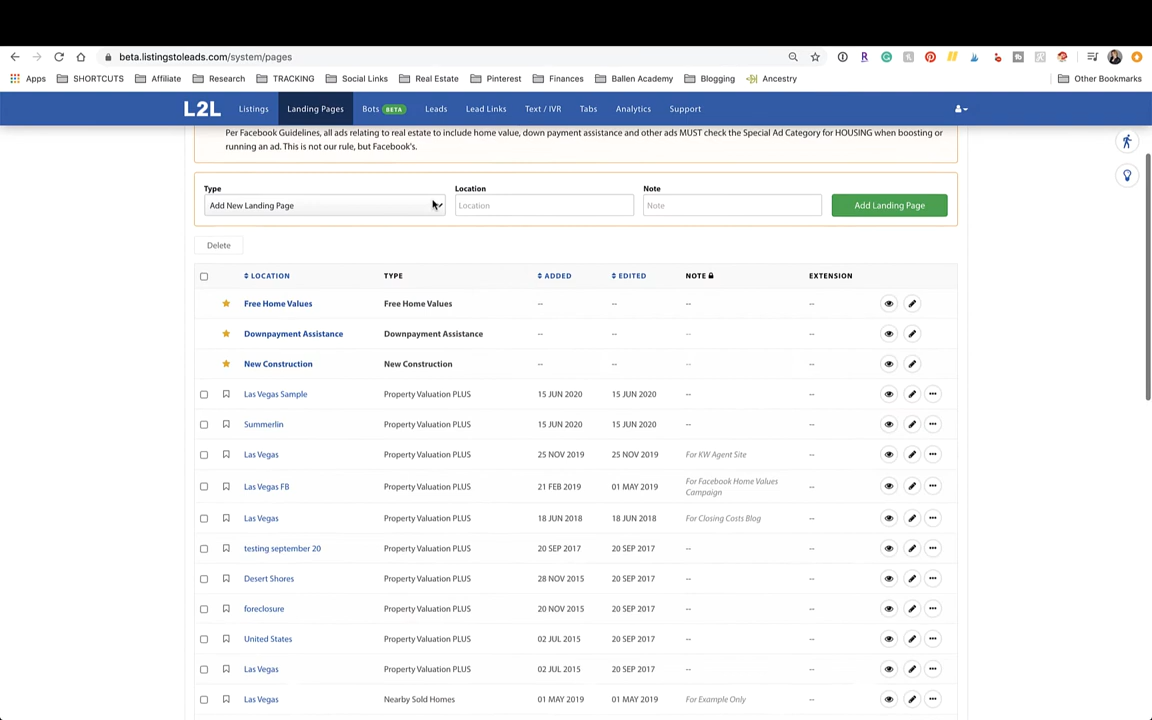 beta.listingstoleads.com/system/pages
Apps SHORTCUTS Affiliate Research TRACKING Social Links Real Estate Pinterest Finances Ballen Academy Blogging Ancestry Other Bookmarks
L2L Listings Landing Pages Bots BETA Leads Lead Links Text / IVR Tabs Analytics Support
Per Facebook Guidelines, all ads relating to real estate to include home value, down payment assistance and other ads MUST check the Special Ad Category for HOUSING when boosting or
running an ad. This is not our rule, but Facebook's.
Type Location Note
Add New Landing Page Location Note Add Landing Page
Delete
LOCATION TYPE ADDED EDITED NOTE EXTENSION
Free Home Values Free Home Values -- -- -- --
Downpayment Assistance Downpayment Assistance -- -- -- --
New Construction New Construction -- -- -- --
Las Vegas Sample Property Valuation PLUS 15 JUN 2020 15 JUN 2020 -- --
Summerlin Property Valuation PLUS 15 JUN 2020 15 JUN 2020 -- --
Las Vegas Property Valuation PLUS 25 NOV 2019 25 NOV 2019 For KW Agent Site --
Las Vegas FB Property Valuation PLUS 21 FEB 2019 01 MAY 2019 For Facebook Home Values
Campaign --
Las Vegas Property Valuation PLUS 18 JUN 2018 18 JUN 2018 For Closing Costs Blog --
testing september 20 Property Valuation PLUS 20 SEP 2017 20 SEP 2017 -- --
Desert Shores Property Valuation PLUS 28 NOV 2015 20 SEP 2017 -- --
foreclosure Property Valuation PLUS 20 NOV 2015 20 SEP 2017 -- --
United States Property Valuation PLUS 02 JUL 2015 20 SEP 2017 -- --
Las Vegas Property Valuation PLUS 02 JUL 2015 20 SEP 2017 -- --
Las Vegas Nearby Sold Homes 01 MAY 2019 01 MAY 2019 For Example Only --